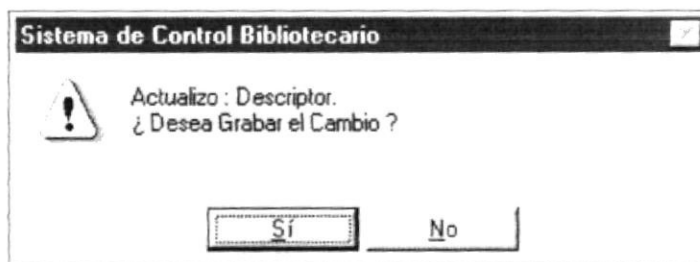 Sistema de Control Bibliotecario
Actualizo : Descriptor.
¿ Desea Grabar el Cambio ?
Sí
No